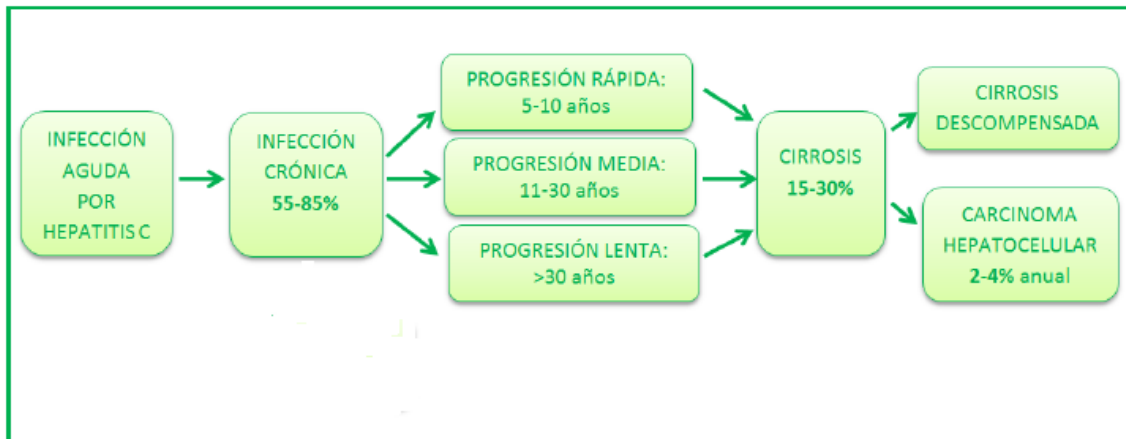 INFECCIÓN
AGUDA
POR
HEPATITIS C
INFECCIÓN
CRÓNICA
55-85%
PROGRESIÓN RÁPIDA:
5-10 años
PROGRESIÓN MEDIA:
11-30 años
PROGRESIÓN LENTA:
>30 años
CIRROSIS
15-30%
CIRROSIS
DESCOMPENSADA
CARCINOMA
HEPATOCELULAR
2-4% anual